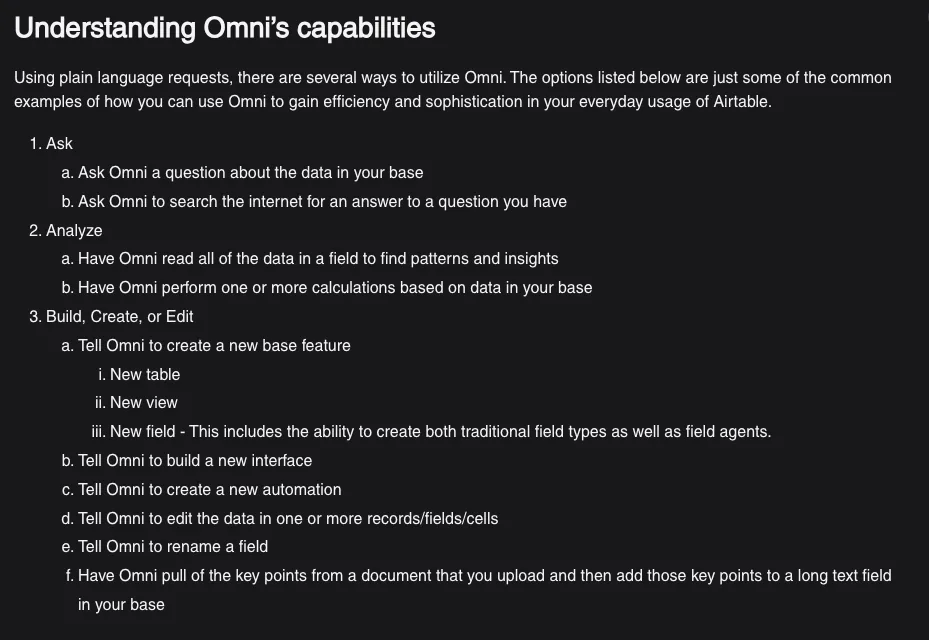 Understanding Omni’s capabilities
Using plain language requests, there are several ways to utilize Omni. The options listed below are just some of the common
examples of how you can use Omni to gain efficiency and sophistication in your everyday usage of Airtable.
1. Ask
a. Ask Omni a question about the data in your base
b. Ask Omni to search the internet for an answer to a question you have
2. Analyze
a. Have Omni read all of the data in a field to find patterns and insights
b. Have Omni perform one or more calculations based on data in your base
3. Build, Create, or Edit
a. Tell Omni to create a new base feature
i. New table
ii. New view
iii. New field - This includes the ability to create both traditional field types as well as field agents.
b. Tell Omni to build a new interface
c. Tell Omni to create a new automation
d. Tell Omni to edit the data in one or more records/fields/cells
e. Tell Omni to rename a field
f. Have Omni pull of the key points from a document that you upload and then add those key points to a long text field
in your base